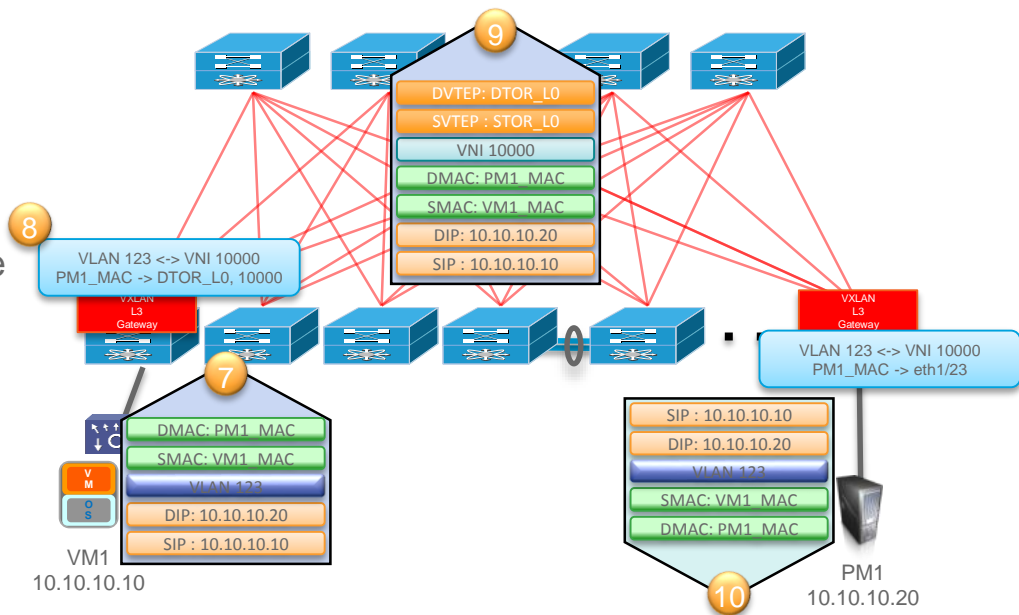 9
DVTEP: DTOR_L0
SVTEP : STOR_L0
VNI 10000
DMAC: PM1_MAC
SMAC: VM1_MAC
DIP: 10.10.10.20
SIP : 10.10.10.10
8
VLAN 123 <-> VNI 10000
PM1_MAC -> DTOR_L0, 10000
e
VXLAN
L3
Gateway
VXLAN
L3
Gateway
VLAN 123 <-> VNI 10000
PM1_MAC -> eth1/23
7
DMAC: PM1_MAC
SMAC: VM1_MAC
VLAN 123
DIP: 10.10.10.20
SIP : 10.10.10.10
V
M
O
S
VM1
10.10.10.10
SIP : 10.10.10.10
DIP: 10.10.10.20
VLAN 123
SMAC: VM1_MAC
DMAC: PM1_MAC
10
PM1
10.10.10.20